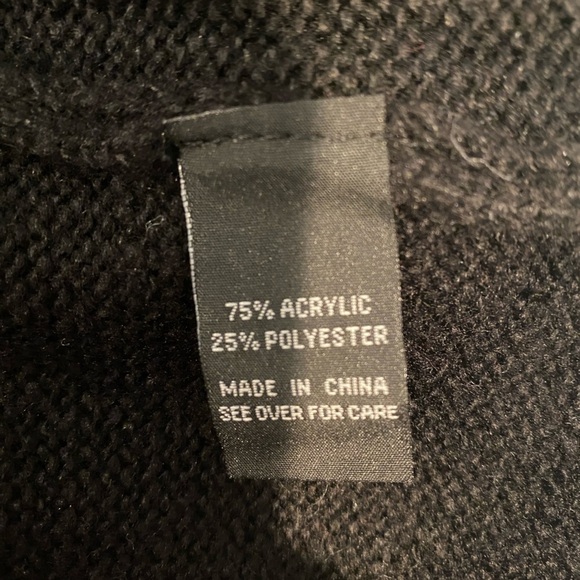 75% ACRYLIC
25% POLYESTER
MADE IN CHINA
SEE OVER FOR CARE